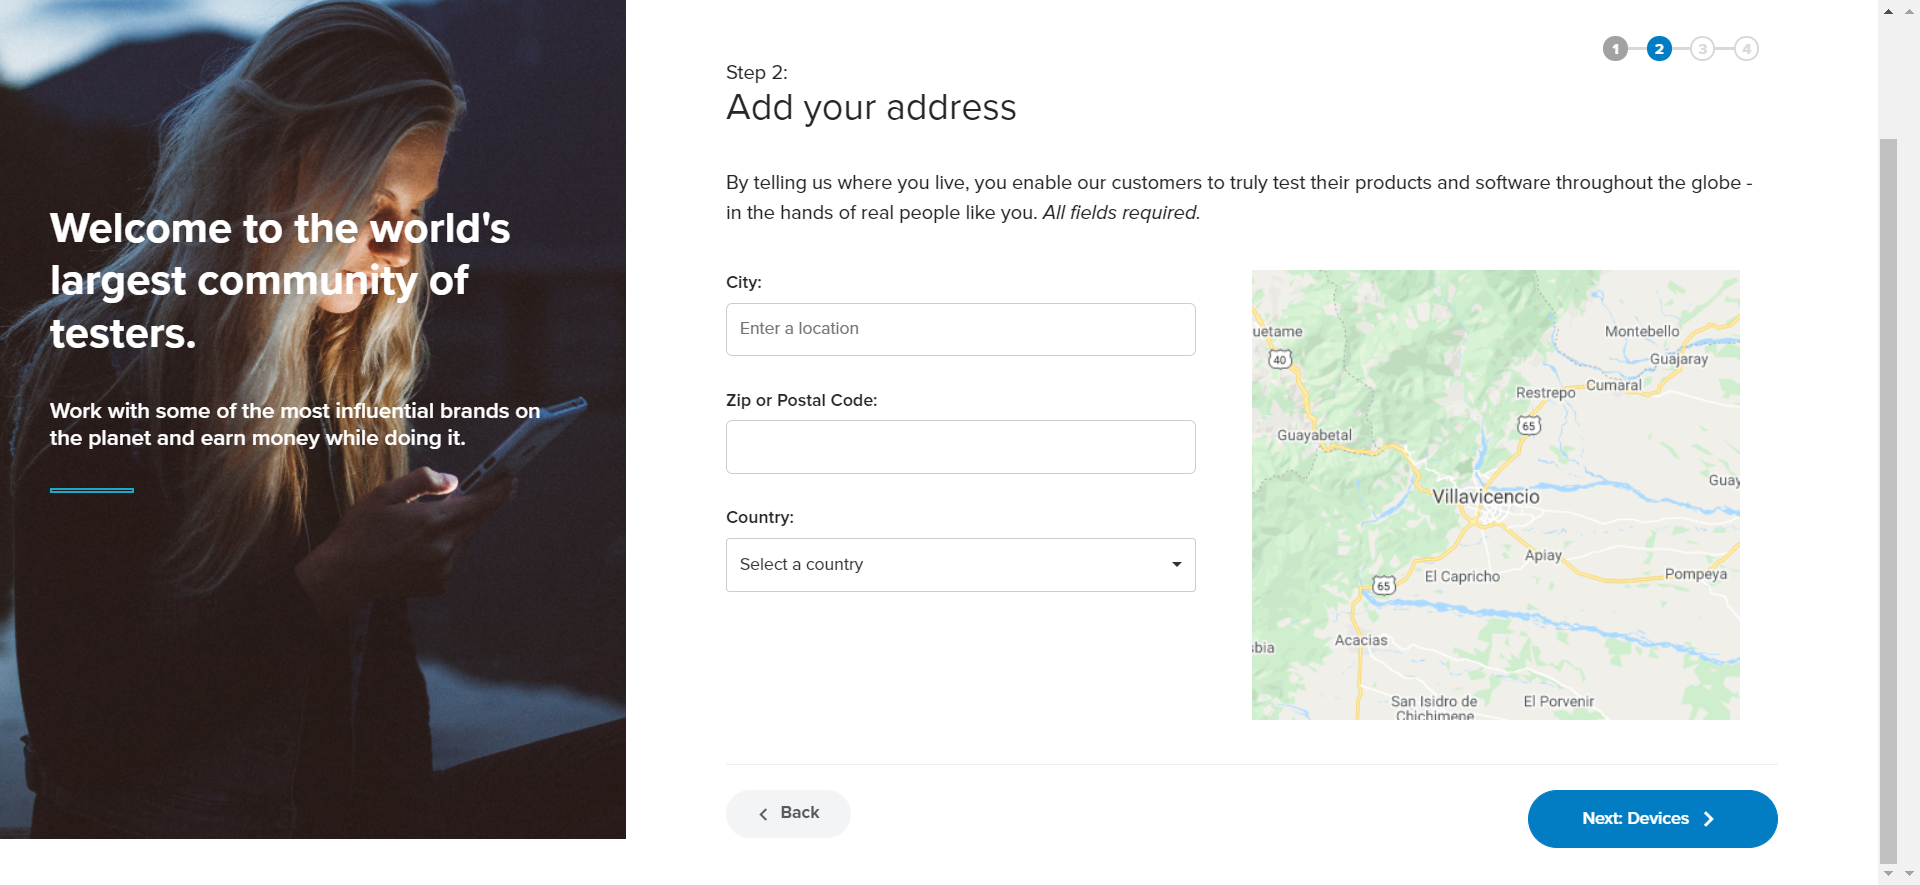 Welcome to the world's
largest community of
testers.
Work with some of the most influential brands on
the planet and earn money while doing it.
1 2 3 4
Step 2:
Add your address
By telling us where you live, you enable our customers to truly test their products and software throughout the globe -
in the hands of real people like you. All fields required.
City:
Enter a location
Zip or Postal Code:
Country:
Select a country
uetame
40
Montebello
Guajaray
Cumaral
Restrepo
65
Guayabetal
Guay
Villavicencio
Apiay
El Capricho
Pompeya
65
Acacias
sbia
San Isidro de
Chichimene
El Porvenir
Back
Next: Devices